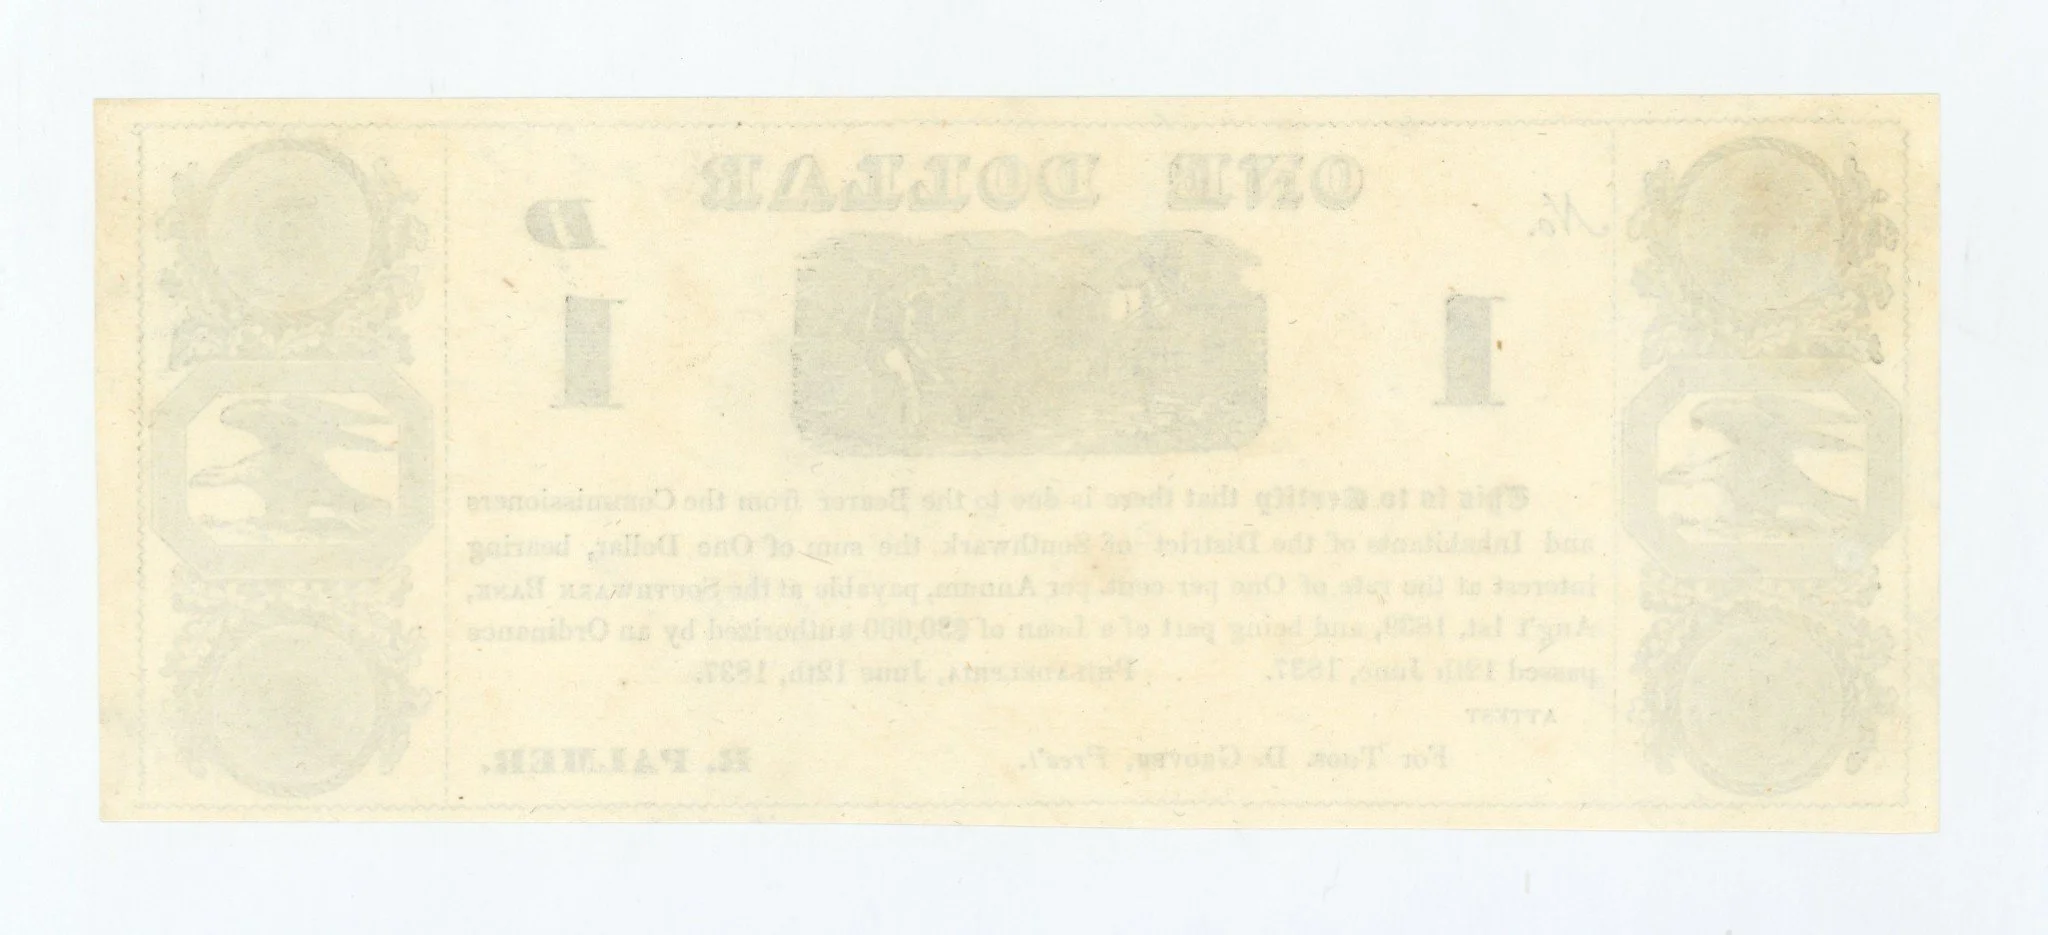 ONE DOLLAR
No.
D
1 1
This is to Certify that there is due to the Bearer from the Commissioners
and Inhabitants of the District of Southwark, the sum of One Dollar, bearing
interest at the rate of One per cent. per Annum, payable at the SOUTHWARK BANK,
Aug't 1st, 1839, and being part of a Loan of $80,000 authorized by an Ordinance
passed 12th June, 1837. PHILADELPHIA, June 12th, 1837.
ATTEST
For THOS. D. GROVER, Pres't. R. PALMER.